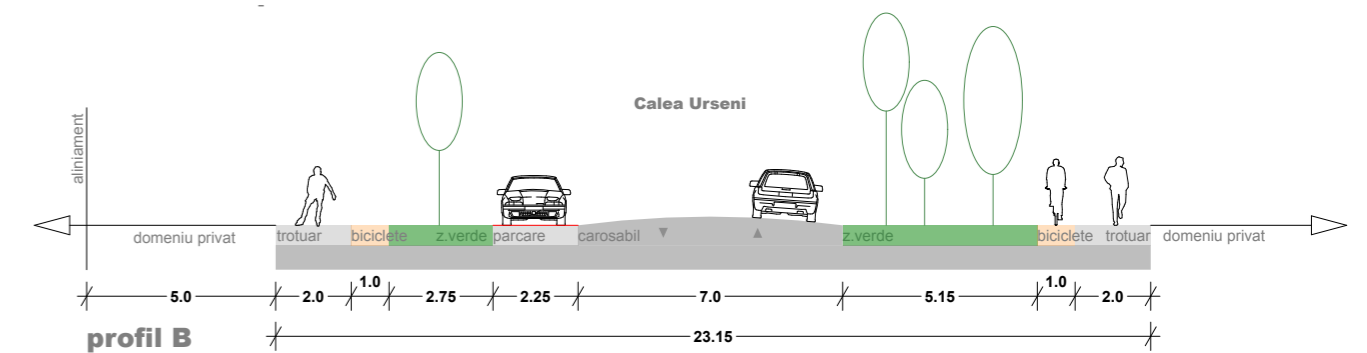 Calea Urseni
aliniament
domeniu privat trotuar biciclete z.verde parcare carosabil z.verde biciclete trotuar domeniu privat
5.0 2.0 1.0 2.75 2.25 7.0 5.15 1.0 2.0
profil B 23.15